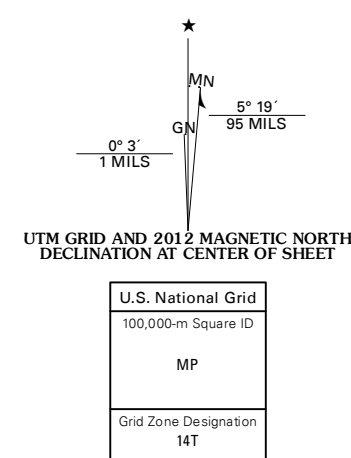 ★
MN
5° 19´
95 MILS
GN
0° 3´
1 MILS
UTM GRID AND 2012 MAGNETIC NORTH
DECLINATION AT CENTER OF SHEET
U.S. National Grid
100,000-m Square ID
MP
Grid Zone Designation
14T